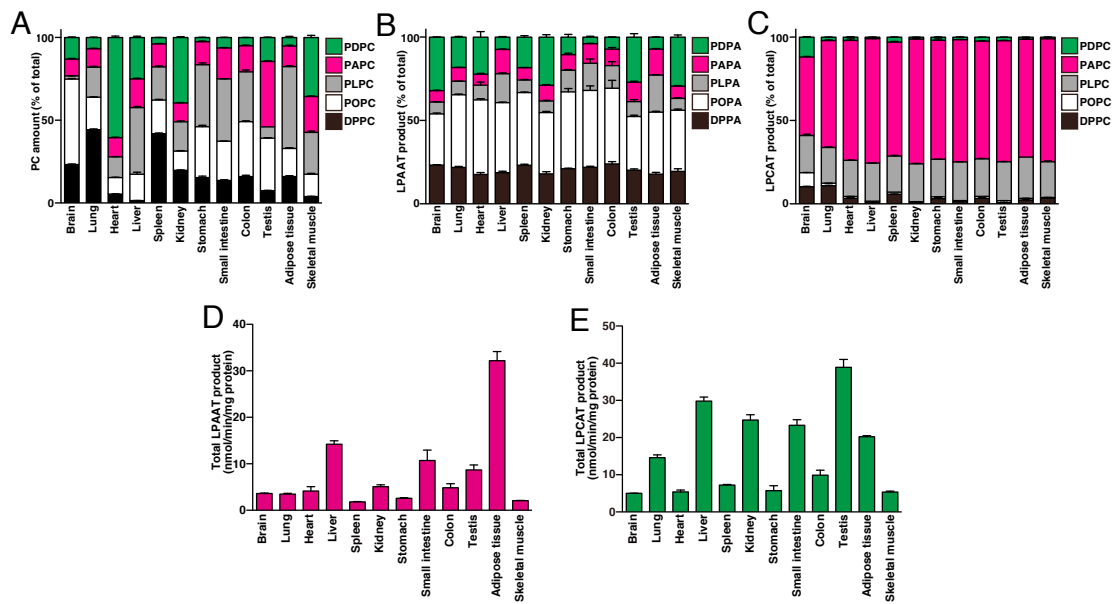 A
PC amount (% of total)
100
50
0
Brain
Lung
Heart
Liver
Spleen
Kidney
Stomach
Small intestine
Colon
Testis
Adipose tissue
Skeletal muscle
PDPC
PAPC
PLPC
POPC
DPPC
B
LPAAT product (% of total)
100
50
0
Brain
Lung
Heart
Liver
Spleen
Kidney
Stomach
Small intestine
Colon
Testis
Adipose tissue
Skeletal muscle
PDPA
PAPA
PLPA
POPA
DPPA
C
LPCAT product (% of total)
100
50
0
Brain
Lung
Heart
Liver
Spleen
Kidney
Stomach
Small intestine
Colon
Testis
Adipose tissue
Skeletal muscle
PDPC
PAPC
PLPC
POPC
DPPC
D
Total LPAAT product
(nmol/min/mg protein)
40
30
20
10
0
Brain
Lung
Heart
Liver
Spleen
Kidney
Stomach
Small intestine
Colon
Testis
Adipose tissue
Skeletal muscle
E
Total LPCAT product
(nmol/min/mg protein)
50
40
30
20
10
0
Brain
Lung
Heart
Liver
Spleen
Kidney
Stomach
Small intestine
Colon
Testis
Adipose tissue
Skeletal muscle